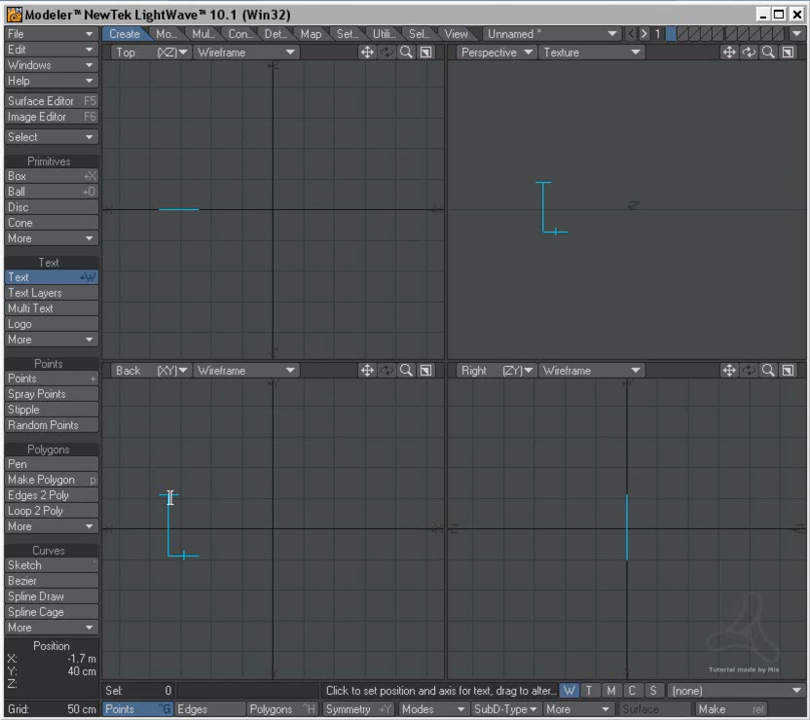 Modeler™ NewTek LightWave™ 10.1 (Win32)
File
Edit
Windows
Help
Surface Editor F5
Image Editor F6
Select
Primitives
Box +X
Ball +O
Disc
Cone
More
Text
Text +W
Text Layers
Multi Text
Logo
More
Points
Points +
Spray Points
Stipple
Random Points
Polygons
Pen
Make Polygon p
Edges 2 Poly
Loop 2 Poly
More
Curves
Sketch
Bezier
Spline Draw
Spline Cage
More
Position
X: -1.7 m
Y: 40 cm
Z:
Grid: 50 cm
Create Mo... Mul... Con... Det... Map Set... Utili... Sel... View Unnamed * 1
Top (XZ) Wireframe
Perspective Texture
Back (XY) Wireframe
Right (ZY) Wireframe
Tutorial made by Mis
Sel: 0 Click to set position and axis for text, drag to alter... W T M C S (none)
Points ^G Edges Polygons ^H Symmetry +Y Modes SubD-Type More Surface Make ret